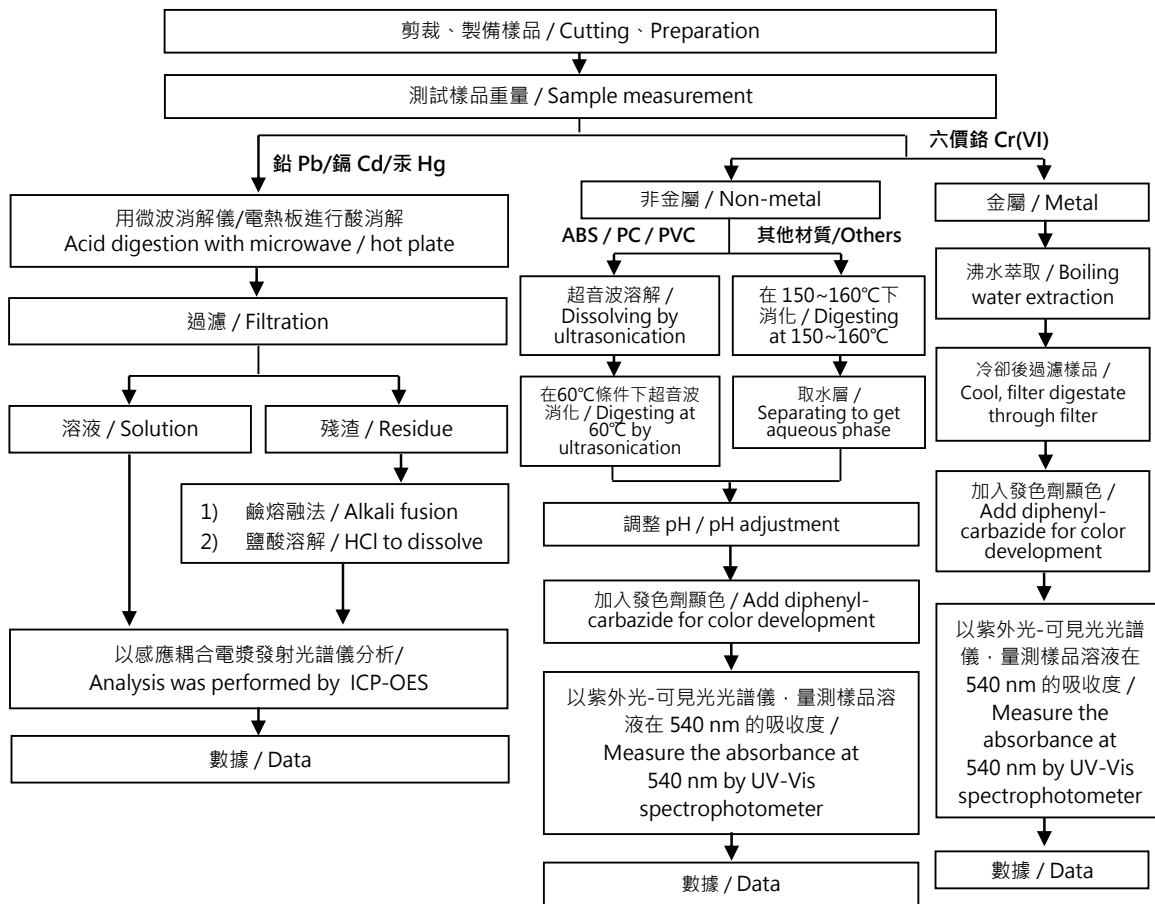 剪裁、製備樣品 / Cutting、Preparation
測試樣品重量 / Sample measurement
鉛 Pb/鎘 Cd/汞 Hg
用微波消解儀/電熱板進行酸消解
Acid digestion with microwave / hot plate
過濾 / Filtration
溶液 / Solution
殘渣 / Residue
1) 鹼熔融法 / Alkali fusion
2) 鹽酸溶解 / HCl to dissolve
以感應耦合電漿發射光譜儀分析/
Analysis was performed by ICP-OES
數據 / Data
六價鉻 Cr(VI)
非金屬 / Non-metal
ABS / PC / PVC
超音波溶解 /
Dissolving by
ultrasonication
在60℃條件下超音波
消化 / Digesting at
60℃ by
ultrasonication
其他材質/Others
在 150~160℃下
消化 / Digesting
at 150~160℃
取水層 /
Separating to get
aqueous phase
調整 pH / pH adjustment
加入發色劑顯色 / Add diphenyl-
carbazide for color development
以紫外光-可見光光譜儀，量測樣品溶
液在 540 nm 的吸收度 /
Measure the absorbance at
540 nm by UV-Vis
spectrophotometer
數據 / Data
金屬 / Metal
沸水萃取 / Boiling
water extraction
冷卻後過濾樣品 /
Cool, filter digestate
through filter
加入發色劑顯色 /
Add diphenyl-
carbazide for color
development
以紫外光-可見光光譜
儀，量測樣品溶液在
540 nm 的吸收度 /
Measure the
absorbance at
540 nm by UV-Vis
spectrophotometer
數據 / Data